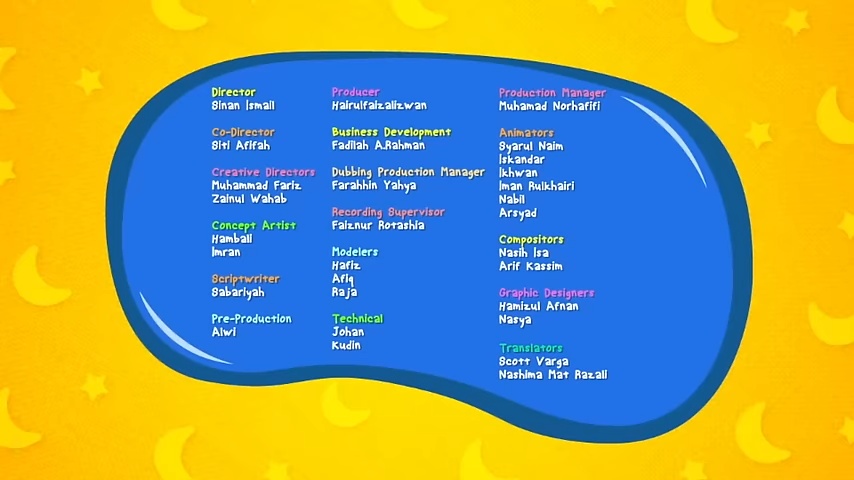 Director
Sinan Ismail
Co-Director
Siti Afifah
Creative Directors
Muhammad Fariz
Zainul Wahab
Concept Artist
Hambali
Imran
Scriptwriter
Sabariyah
Pre-Production
Alwi
Producer
Hairulfaizalizwan
Business Development
Fadilah A.Rahman
Dubbing Production Manager
Farahhin Yahya
Recording Supervisor
Faiznur Rotashia
Modelers
Hafiz
Afiq
Raja
Technical
Johan
Kudin
Production Manager
Muhamad Norhafifi
Animators
Syarul Naim
Iskandar
Ikhwan
Iman Rulkhairi
Nabil
Arsyad
Compositors
Nasih Isa
Arif Kassim
Graphic Designers
Hamizul Afnan
Nasya
Translators
Scott Varga
Nashima Mat Razali